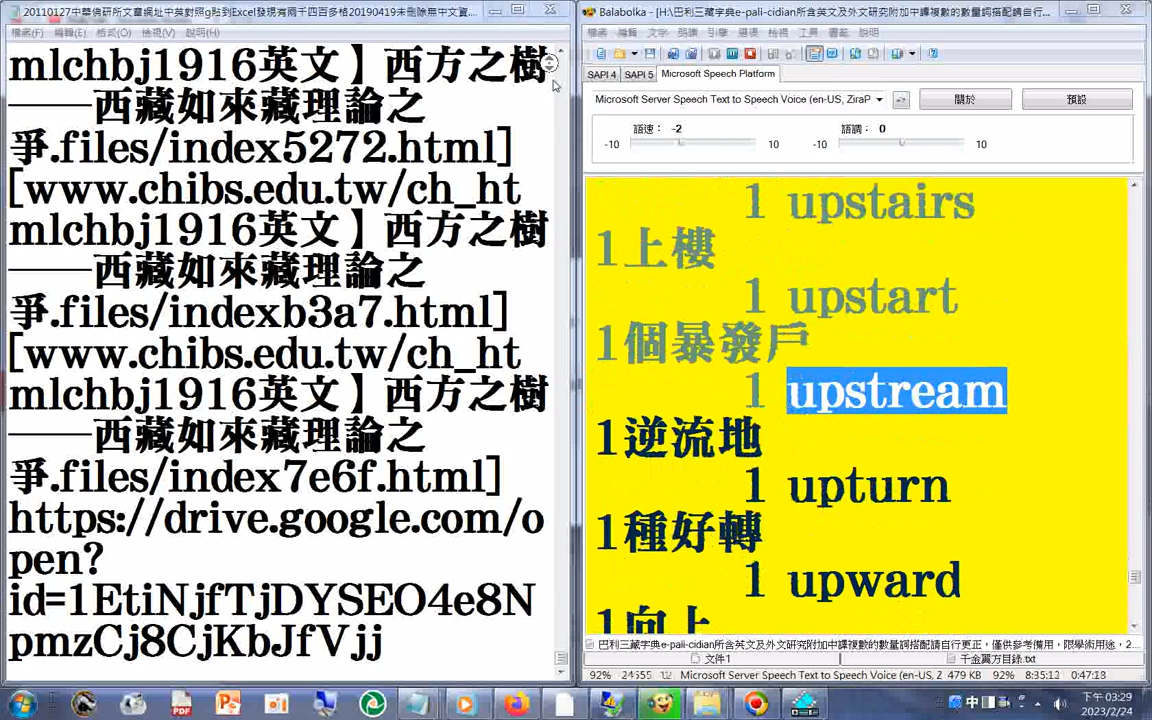 20110127中華佛研所文章網址中英對照g點到Excel發現有兩千四百多格20190419未刪除無中文資...
檔案(F) 編輯(E) 格式(O) 檢視(V) 說明(H)
mlchbj1916英文】西方之樹
——西藏如來藏理論之
爭.files/index5272.html]
[www.chibs.edu.tw/ch_ht
mlchbj1916英文】西方之樹
——西藏如來藏理論之
爭.files/indexb3a7.html]
[www.chibs.edu.tw/ch_ht
mlchbj1916英文】西方之樹
——西藏如來藏理論之
爭.files/index7e6f.html]
https://drive.google.com/o
pen?
id=1EtiNjfTjDYSEO4e8N
pmzCj8CjKbJfVjj
Balabolka - [H:\巴利三藏字典e-pali-cidian所含英文及外文研究附加中譯複數的數量詞搭配請自行...
檔案 編輯 文字 朗讀 引擎 選項 檢視 工具 書籤 說明
SAPI 4 SAPI 5 Microsoft Speech Platform
Microsoft Server Speech Text to Speech Voice (en-US, ZiraP
關於
預設
語速： -2 語調： 0
-10 10 -10 10
1 upstairs
1上樓
1 upstart
1個暴發戶
1 upstream
1逆流地
1 upturn
1種好轉
1 upward
1向上
巴利三藏字典e-pali-cidian所含英文及外文研究附加中譯複數的數量詞搭配請自行更正，僅供參考備用，限學術用途，2...
文件1 千金翼方目錄.txt
92% Microsoft Server Speech Text to Speech Voice (en-US, Zi... 479 KB 92% 8:35:13 0:47:18
PDF
中
下午 03:29
2023/2/24